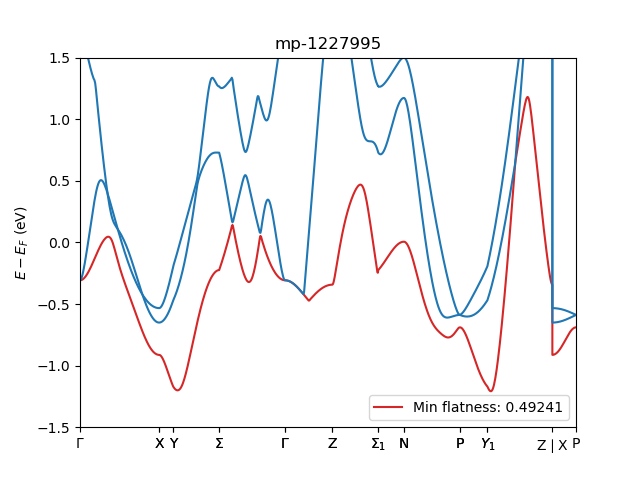 mp-1227995
1.5
1.0
0.5
0.0
−0.5
−1.0
−1.5
E − E_F (eV)
Min flatness: 0.49241
Γ X Y Σ Γ Z Σ₁ N P Y₁ Z | X P